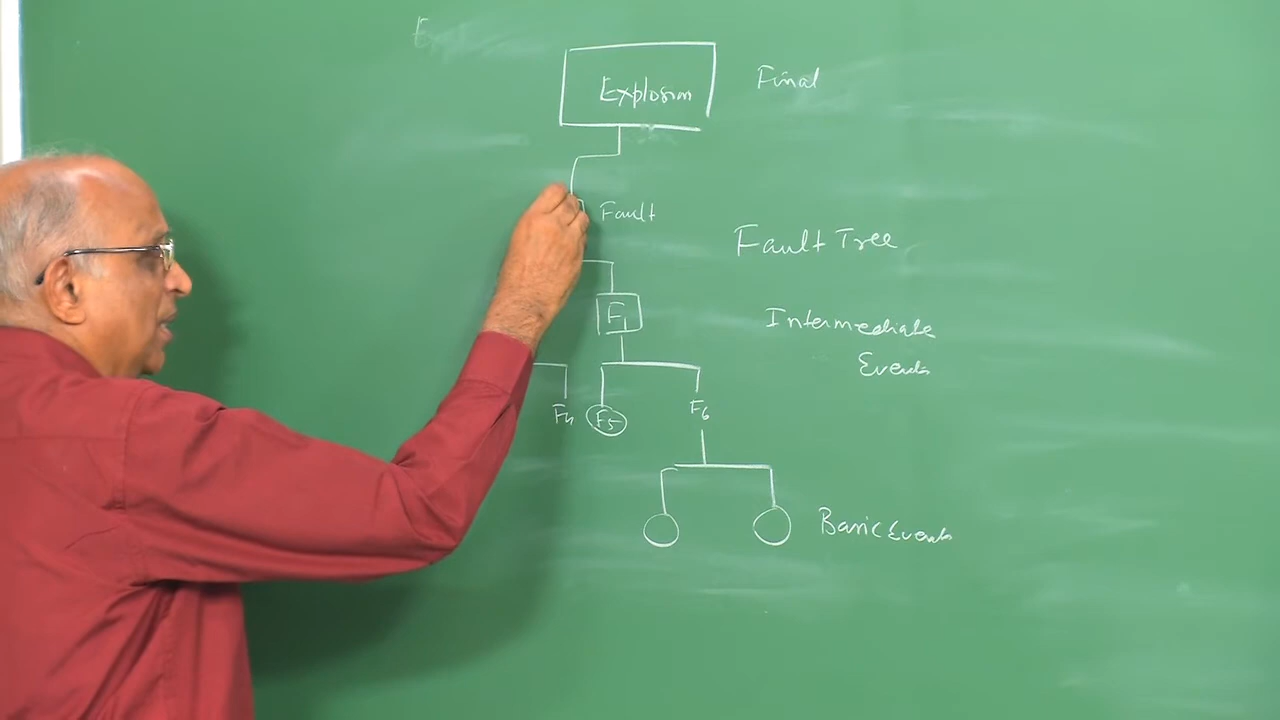 Explosion
Final
Fault
Fault Tree
F1
Intermediate
Events
F4
F5
F6
Basic Events